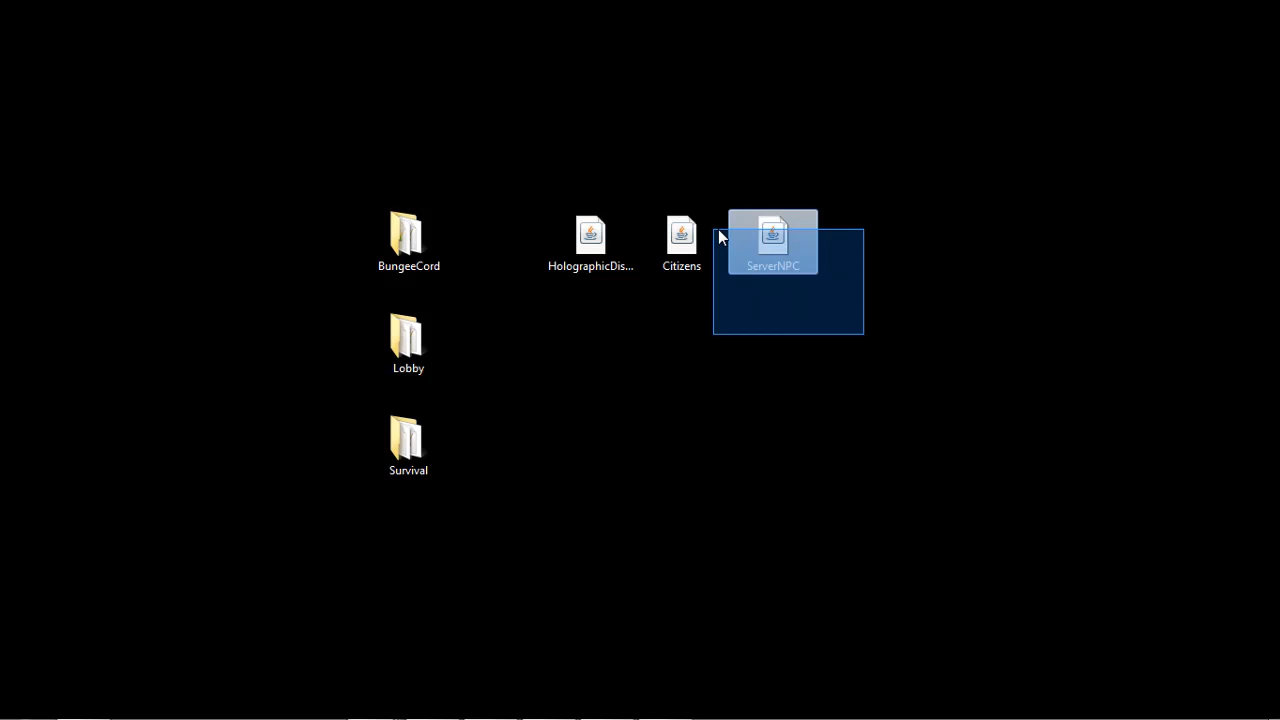 BungeeCord
HolographicDis...
Citizens
ServerNPC
Lobby
Survival